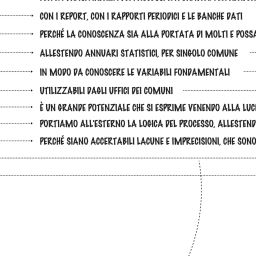 CON I REPORT, CON I RAPPORTI PERIODICI E LE BANCHE DATI
PERCHÉ LA CONOSCENZA SIA ALLA PORTATA DI MOLTI E POSSA
ALLESTENDO ANNUARI STATISTICI, PER SINGOLO COMUNE
IN MODO DA CONOSCERE LE VARIABILI FONDAMENTALI
UTILIZZABILI DAGLI UFFICI DEI COMUNI
È UN GRANDE POTENZIALE CHE SI ESPRIME VENENDO ALLA LUCE
PORTIAMO ALL'ESTERNO LA LOGICA DEL PROCESSO, ALLESTEND
PERCHÉ SIANO ACCERTABILI LACUNE E IMPRECISIONI, CHE SONO